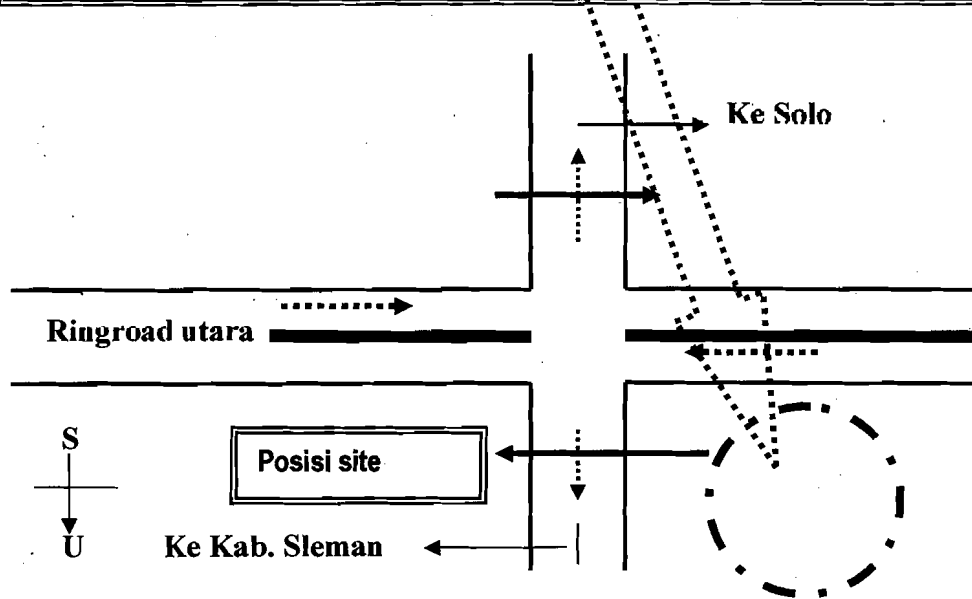 Ke Solo
Ringroad utara
S
Posisi site
U
Ke Kab. Sleman